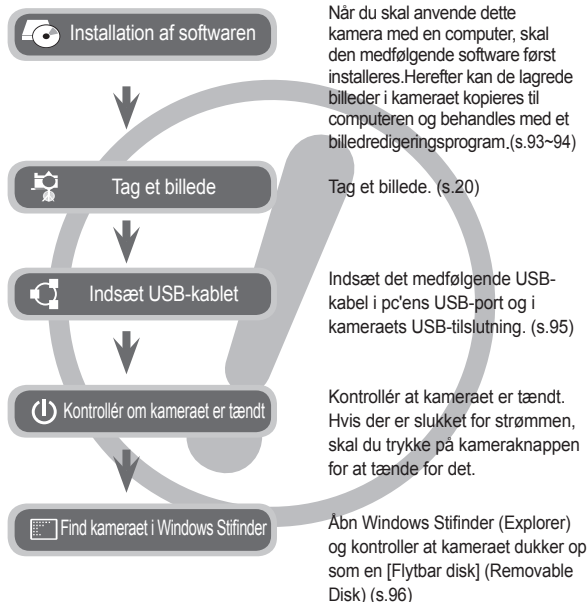 Installation af softwaren
Når du skal anvende dette
kamera med en computer, skal
den medfølgende software først
installeres.Herefter kan de lagrede
billeder i kameraet kopieres til
computeren og behandles med et
billedredigeringsprogram.(s.93~94)
Tag et billede
Tag et billede. (s.20)
Indsæt USB-kablet
Indsæt det medfølgende USB-
kabel i pc'ens USB-port og i
kameraets USB-tilslutning. (s.95)
Kontrollér om kameraet er tændt
Kontrollér at kameraet er tændt.
Hvis der er slukket for strømmen,
skal du trykke på kameraknappen
for at tænde for det.
Find kameraet i Windows Stifinder
Åbn Windows Stifinder (Explorer)
og kontroller at kameraet dukker op
som en [Flytbar disk] (Removable
Disk) (s.96)